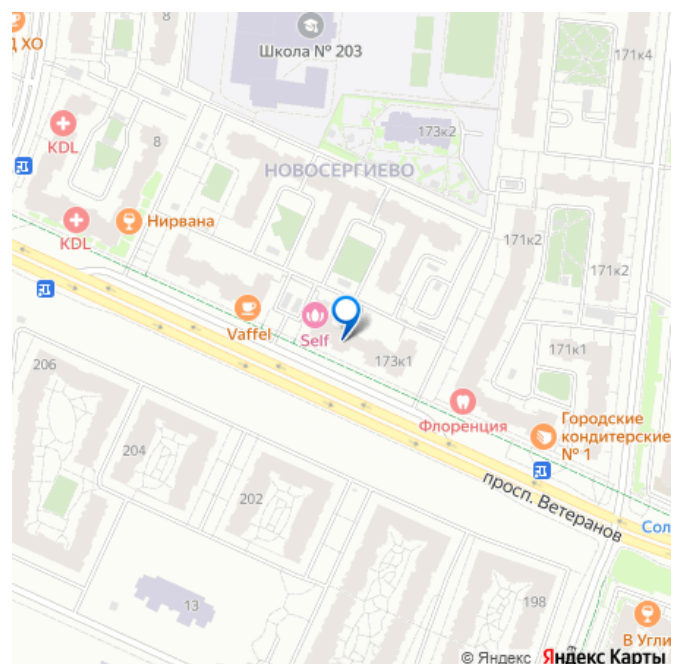 Д ХО
8
Школа № 203
171к4
KDL
8
173к2
НОВОСЕРГИЕВО
KDL
Нирвана
171к2
171к2
Vaffel
Self
173к1
171к1
206
Флоренция
Городские
кондитерские
№ 1
204
202
просп. Ветеранов
Сол
13
198
В Угли
© Яндекс Яндекс Карты